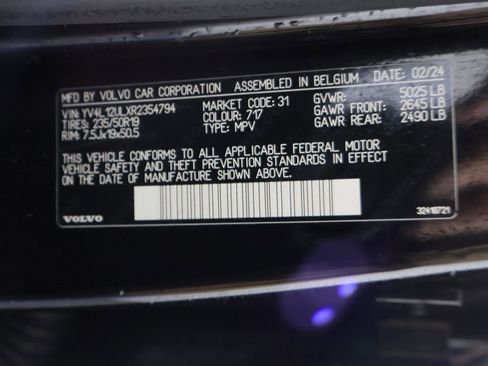 MFD BY VOLVO CAR CORPORATION ASSEMBLED IN BELGIUM DATE: 02/24
VIN: YV4L12ULXR2354794 MARKET CODE: 31 GVWR: 5025 LB
TIRES: 235/50R19 COLOUR: 717 GAWR FRONT: 2645 LB
RIM: 7.5Jx19x50.5 TYPE: MPV GAWR REAR: 2490 LB
THIS VEHICLE CONFORMS TO ALL APPLICABLE FEDERAL MOTOR
VEHICLE SAFETY AND THEFT PREVENTION STANDARDS IN EFFECT
ON THE DATE OF MANUFACTURE SHOWN ABOVE.
VOLVO 32416721